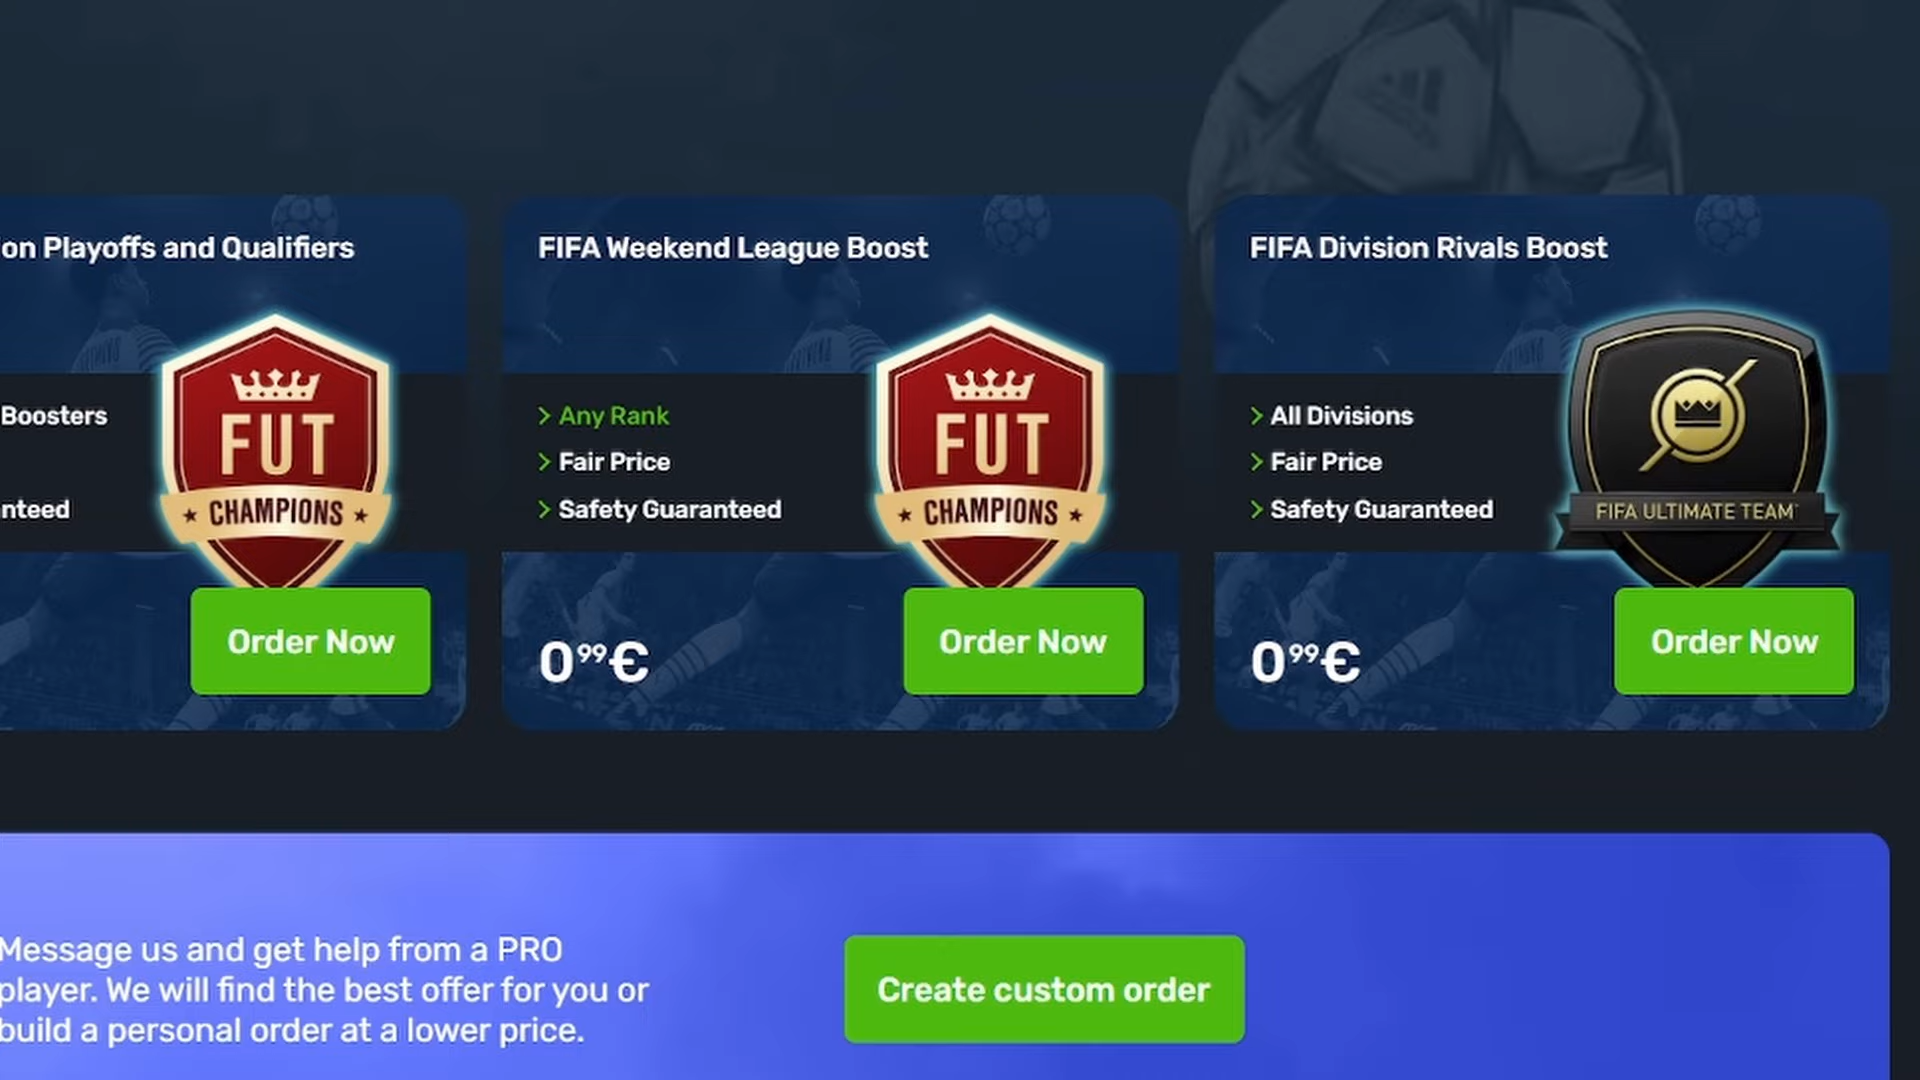 on Playoffs and Qualifiers
Boosters
nteed
FUT
CHAMPIONS
Order Now
FIFA Weekend League Boost
Any Rank
Fair Price
Safety Guaranteed
FUT
CHAMPIONS
0⁹⁹€
Order Now
FIFA Division Rivals Boost
All Divisions
Fair Price
Safety Guaranteed
FIFA ULTIMATE TEAM
0⁹⁹€
Order Now
Message us and get help from a PRO
player. We will find the best offer for you or
build a personal order at a lower price.
Create custom order